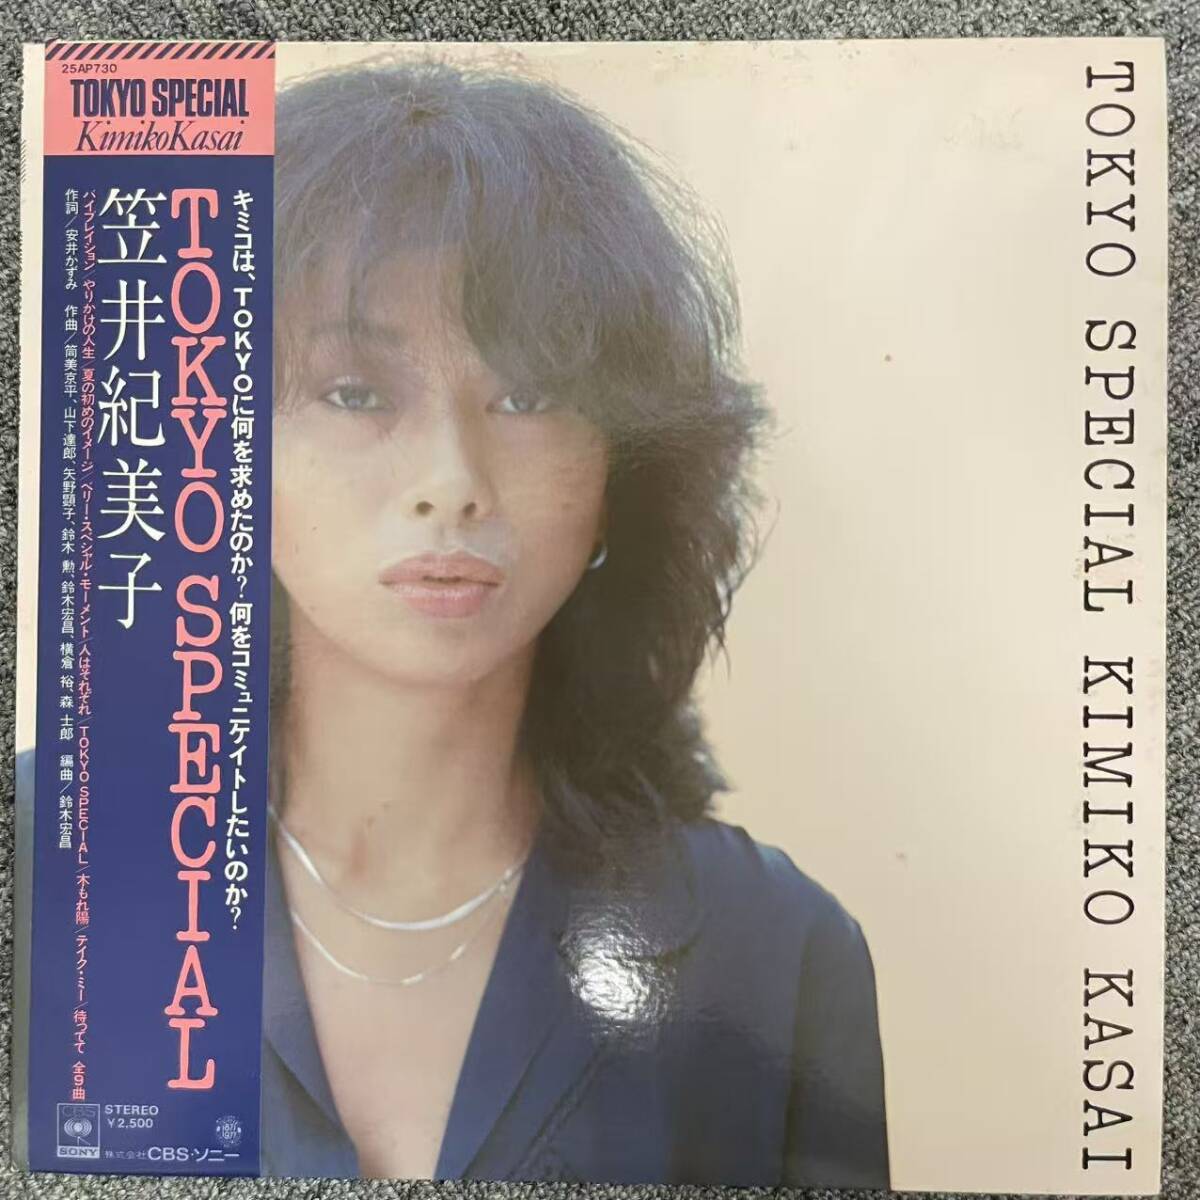 25AP730
TOKYO SPECIAL
KimikoKasai
キミコは、TOKYOに何を求めたのか? 何をコミュニケイトしたいのか?
TOKYO SPECIAL
笠井紀美子
バイブレイション/やりかけの人生/夏の初めのイメージ/ベリー・スペシャル・モーメント/人はそれぞれ/TOKYO SPECIAL/木もれ陽/テイク・ミー/待ってて 全9曲
作詞/安井かずみ 作曲/筒美京平、山下達郎、矢野顕子、鈴木 勲、鈴木宏昌、横倉 裕、森 士郎 編曲/鈴木宏昌
CBS
SONY
STEREO
¥2,500
株式会社CBS・ソニー
1877
1977
TOKYO SPECIAL KIMIKO KASAI